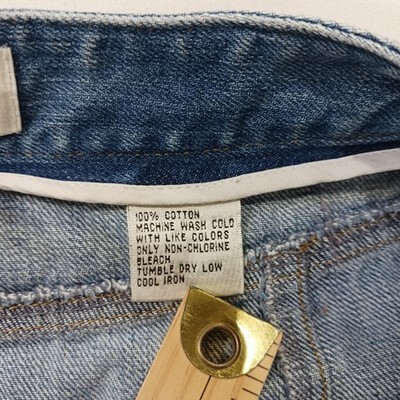 100% COTTON
MACHINE WASH COLD
WITH LIKE COLORS
ONLY NON-CHLORINE
BLEACH
TUMBLE DRY LOW
COOL IRON